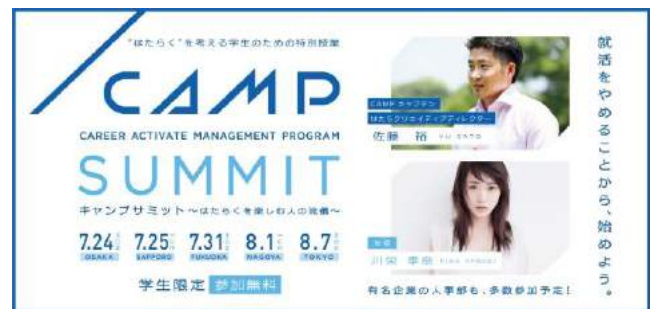 "はたらく"を考える学生のための特別授業
CAMP
CAREER ACTIVATE MANAGEMENT PROGRAM
SUMMIT
キャンプサミット～はたらくを楽しむ人の流儀～
7.24 7.25 7.31 8.1 8.7
OSAKA SAPPORO FUKUOKA NAGOYA TOKYO
学生限定 参加無料
CAMP キャプテン
はたらクリエイティブディレクター
佐藤 裕 YU SATO
川栄 李奈
有名企業の人事部も、多数参加予定!
就活をやめることから、始めよう。